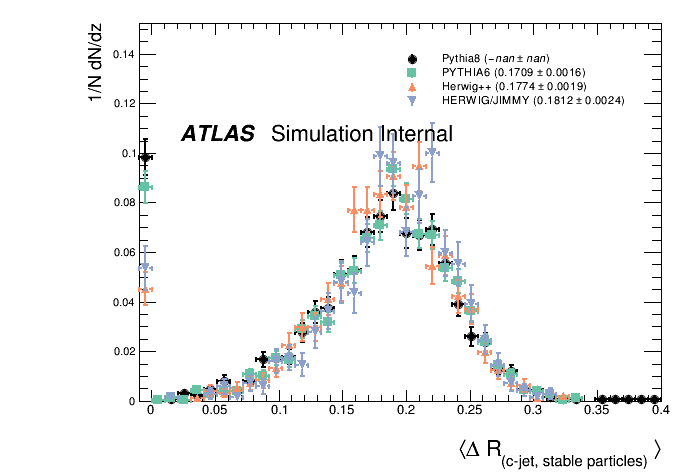 1/N dN/dz
0.14
0.12
0.1
0.08
0.06
0.04
0.02
0
Pythia8 (−nan ± nan)
PYTHIA6 (0.1709 ± 0.0016)
Herwig++ (0.1774 ± 0.0019)
HERWIG/JIMMY (0.1812 ± 0.0024)
ATLAS Simulation Internal
0 0.05 0.1 0.15 0.2 0.25 0.3 0.35 0.4
⟨Δ R(c-jet, stable particles) ⟩